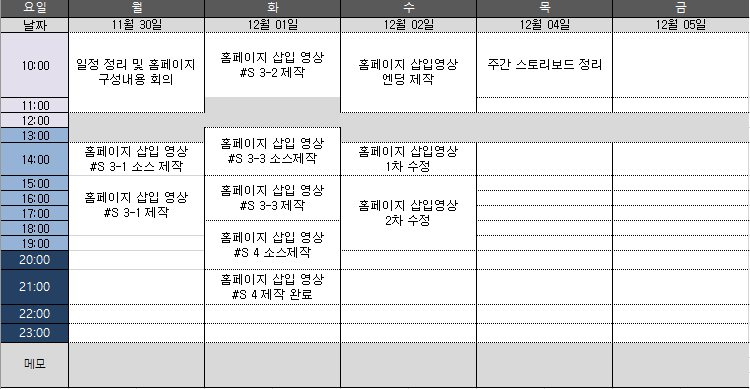 요일 월 화 수 목 금
날짜 11월 30일 12월 01일 12월 02일 12월 04일 12월 05일
10:00
일정 정리 및 홈페이지
구성내용 회의
홈페이지 삽입 영상
#S 3-2 제작
홈페이지 삽입영상
엔딩 제작
주간 스토리보드 정리
11:00
12:00
13:00
홈페이지 삽입 영상
#S 3-3 소스제작
14:00
홈페이지 삽입 영상
#S 3-1 소스 제작
홈페이지 삽입영상
1차 수정
15:00
16:00
17:00
홈페이지 삽입 영상
#S 3-1 제작
홈페이지 삽입 영상
#S 3-3 제작
홈페이지 삽입영상
2차 수정
18:00
19:00
20:00
홈페이지 삽입 영상
#S 4 소스제작
21:00
홈페이지 삽입 영상
#S 4 제작 완료
22:00
23:00
메모